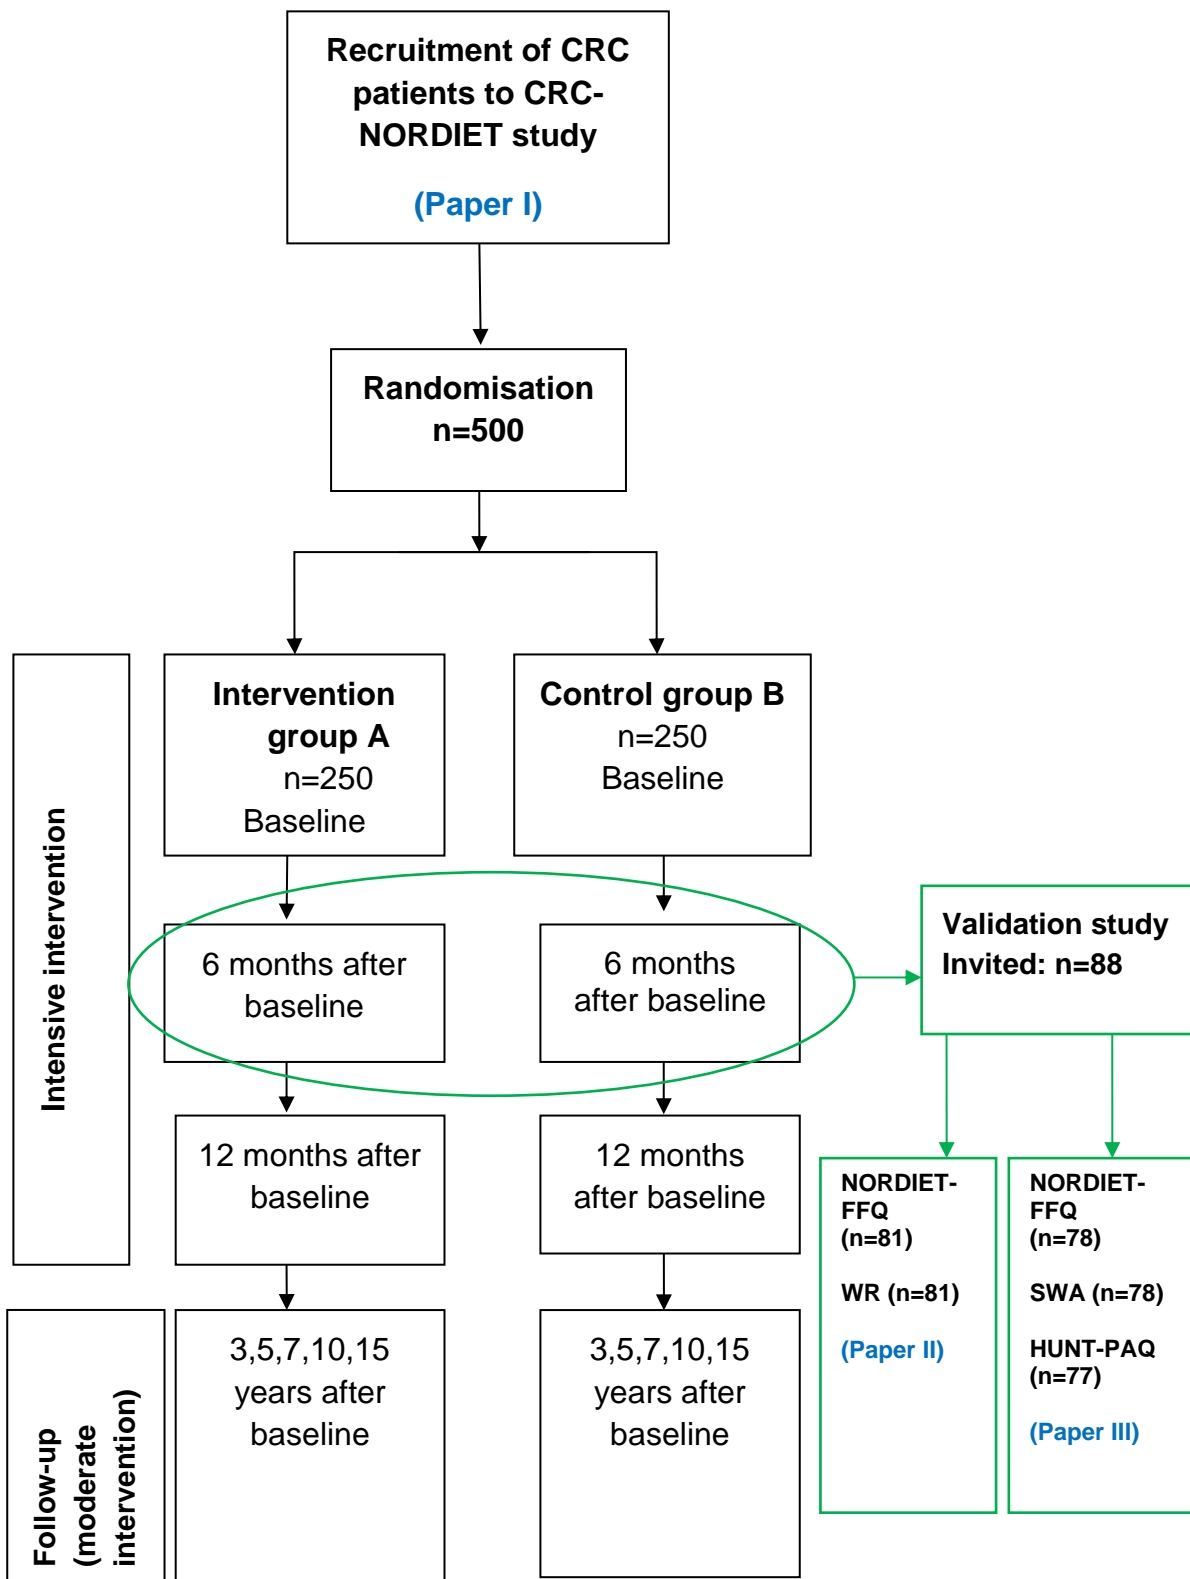 Recruitment of CRC
patients to CRC-
NORDIET study
(Paper I)
Randomisation
n=500
Intensive intervention
Intervention
group A
n=250
Baseline
Control group B
n=250
Baseline
6 months after
baseline
6 months
after baseline
Validation study
Invited: n=88
12 months after
baseline
12 months
after baseline
NORDIET-
FFQ
(n=81)
WR (n=81)
(Paper II)
NORDIET-
FFQ
(n=78)
SWA (n=78)
HUNT-PAQ
(n=77)
(Paper III)
Follow-up
(moderate
intervention)
3,5,7,10,15
years after
baseline
3,5,7,10,15
years after
baseline